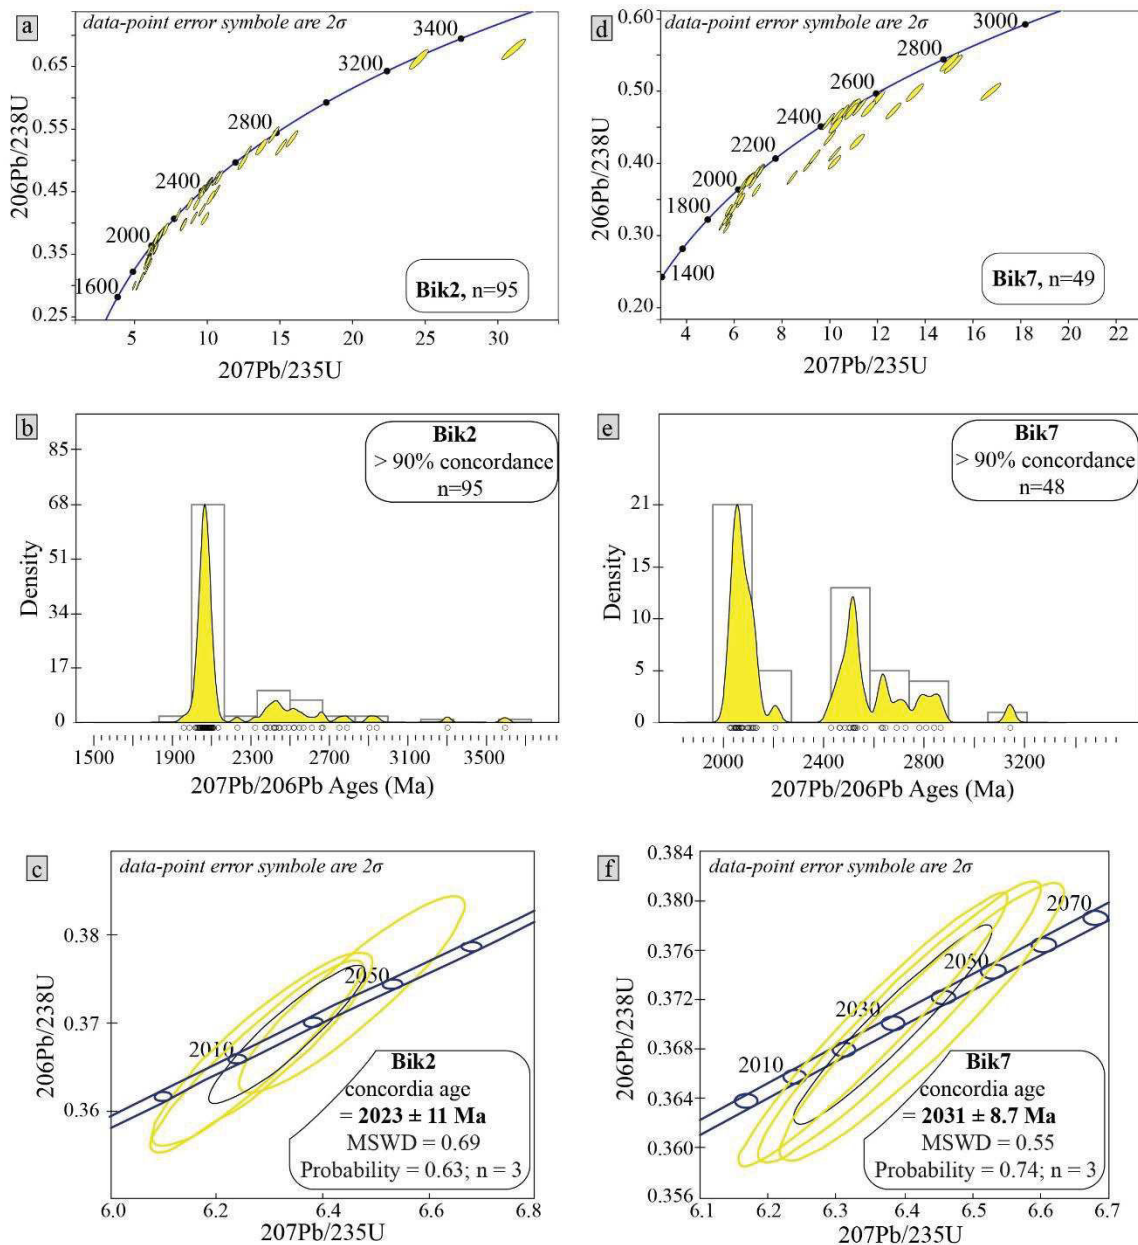 a
data-point error symbole are 2σ
3400
3200
2800
2400
2000
1600
0.65
0.55
0.45
0.35
0.25
206Pb/238U
Bik2, n=95
5
10
15
20
25
30
207Pb/235U
d
data-point error symbole are 2σ
3000
2800
2600
2400
2200
2000
1800
1400
0.60
0.50
0.40
0.30
0.20
206Pb/238U
Bik7, n=49
4
6
8
10
12
14
16
18
20
22
207Pb/235U
b
Bik2
> 90% concordance
n=95
85
68
51
34
17
0
Density
1500
1900
2300
2700
3100
3500
207Pb/206Pb Ages (Ma)
e
Bik7
> 90% concordance
n=48
21
15
10
5
0
Density
2000
2400
2800
3200
207Pb/206Pb Ages (Ma)
c
data-point error symbole are 2σ
0.38
0.37
0.36
206Pb/238U
2050
2010
Bik2
concordia age
= 2023 ± 11 Ma
MSWD = 0.69
Probability = 0.63; n = 3
6.0
6.2
6.4
6.6
6.8
207Pb/235U
f
data-point error symbole are 2σ
0.384
0.380
0.376
0.372
0.368
0.364
0.360
0.356
206Pb/238U
2070
2050
2030
2010
Bik7
concordia age
= 2031 ± 8.7 Ma
MSWD = 0.55
Probability = 0.74; n = 3
6.1
6.2
6.3
6.4
6.5
6.6
6.7
207Pb/235U